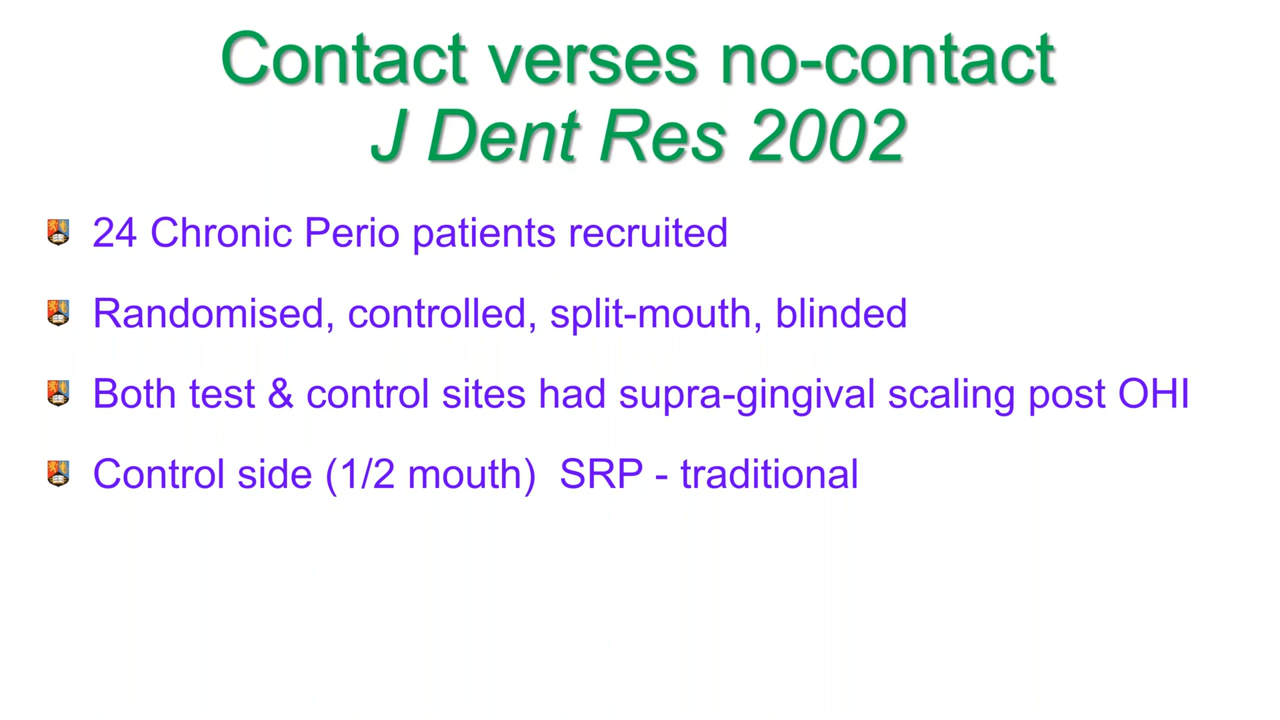 Contact verses no-contact
J Dent Res 2002
24 Chronic Perio patients recruited
Randomised, controlled, split-mouth, blinded
Both test & control sites had supra-gingival scaling post OHI
Control side (1/2 mouth)  SRP - traditional